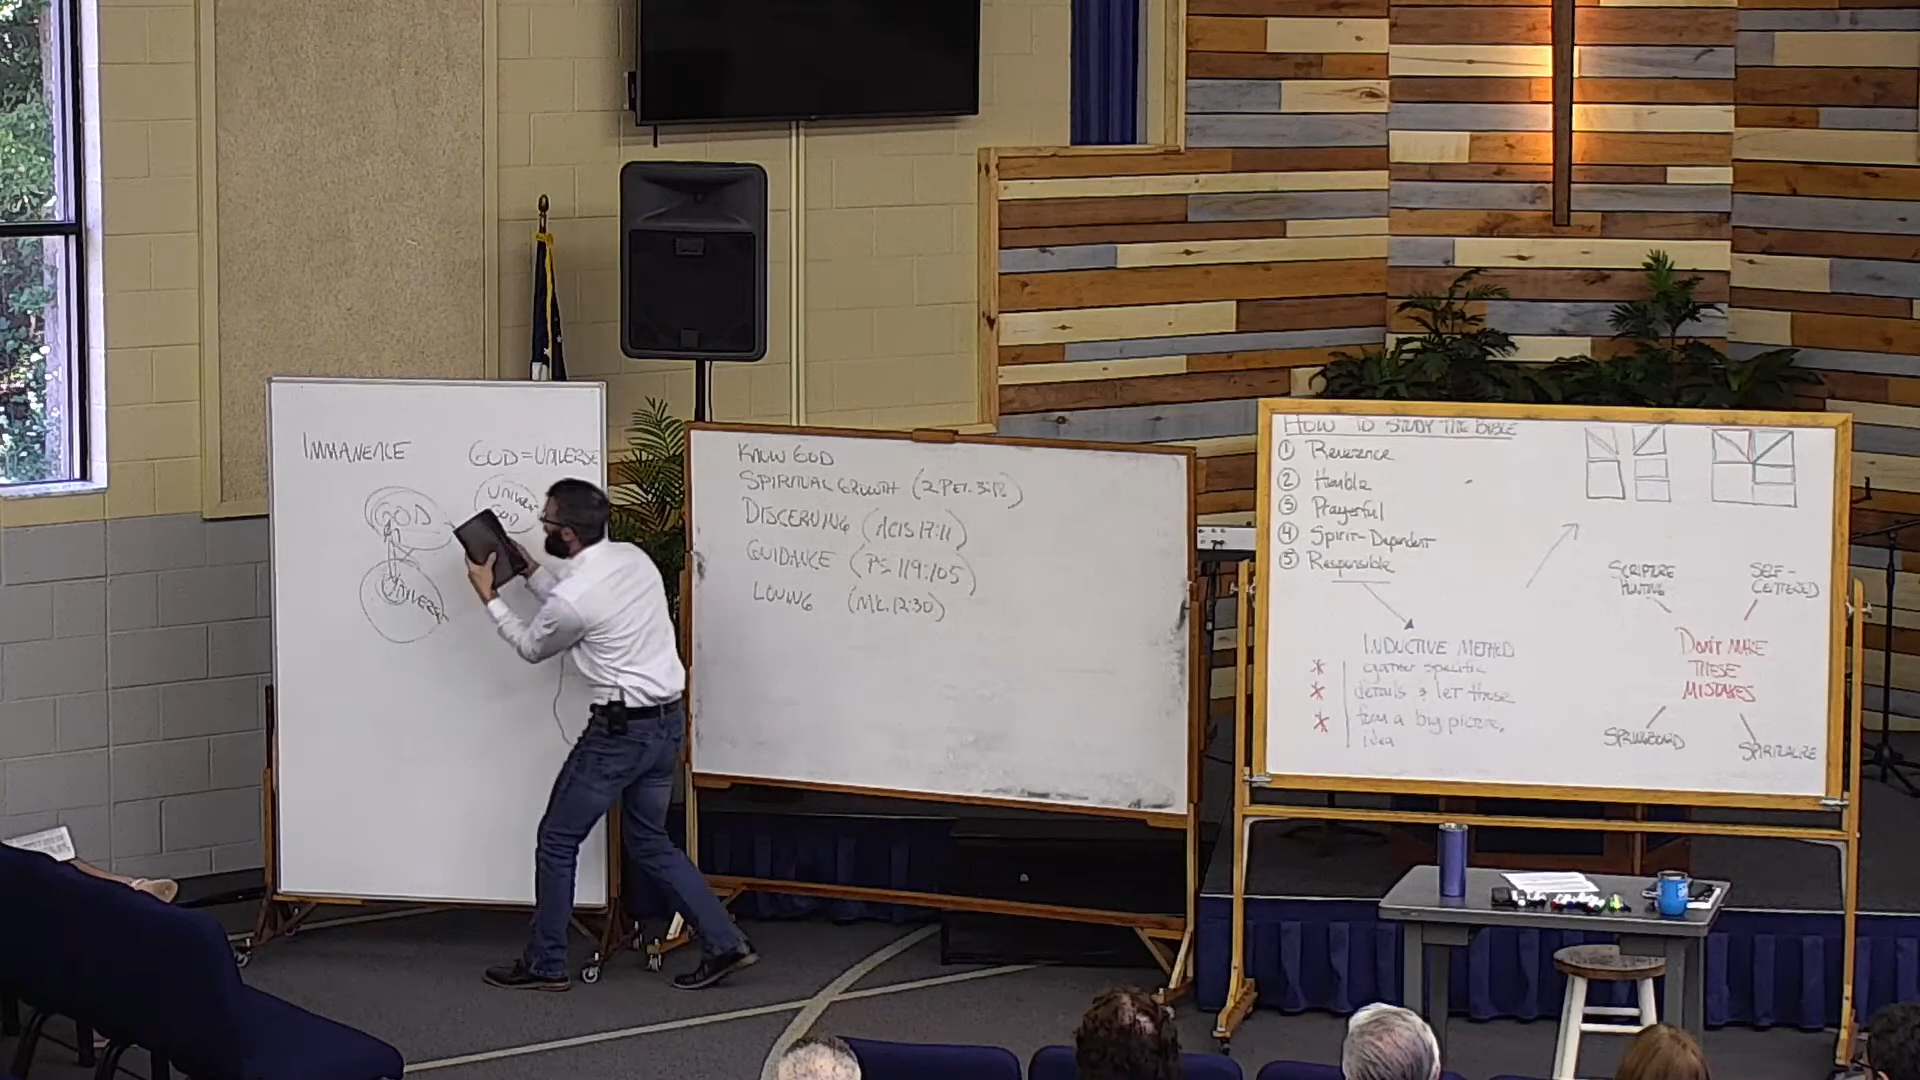 IMMANENCE
GOD = UNIVERSE
GOD
UNIVERSE
GOD
UNIVERSE
KNOW GOD
SPIRITUAL GROWTH (2 PET. 3:18)
DISCERNING (ACTS 17:11)
GUIDANCE (PS 119:105)
LOVING (MK. 12:30)
HOW TO STUDY THE BIBLE
① Reverence
② Humble
③ Prayerful
④ Spirit-Dependent
⑤ Responsible
INDUCTIVE METHOD
* gather specific
* details & let those
* form a big picture
idea
SCRIPTURE
HUNTING
SELF-
CENTERED
DON'T MAKE
THESE
MISTAKES
SPRINGBOARD
SPIRITUALIZE